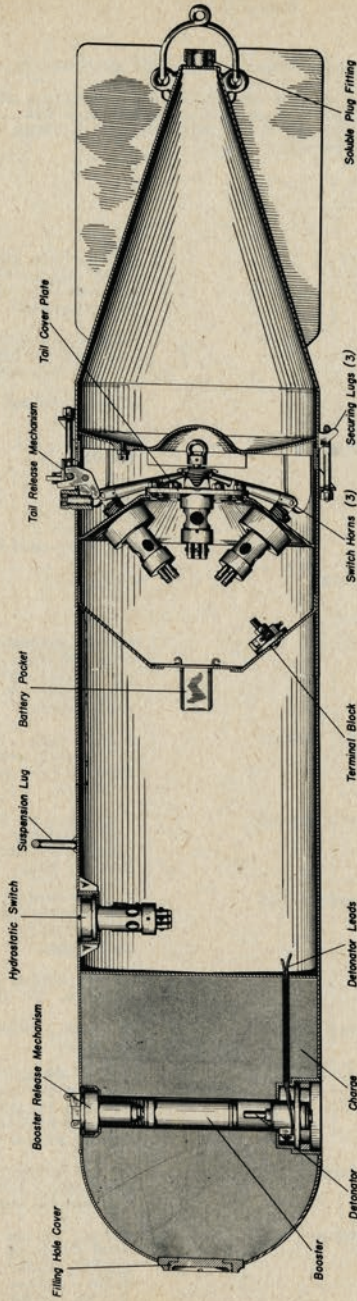 Filling Hole Cover
Booster Release Mechanism
Hydrostatic Switch
Suspension Lug
Battery Pocket
Tail Release Mechanism
Tail Cover Plate
Booster
Detonator
Charge
Detonator Leads
Terminal Block
Switch Horns (3)
Securing Lugs (3)
Soluble Plug Fitting